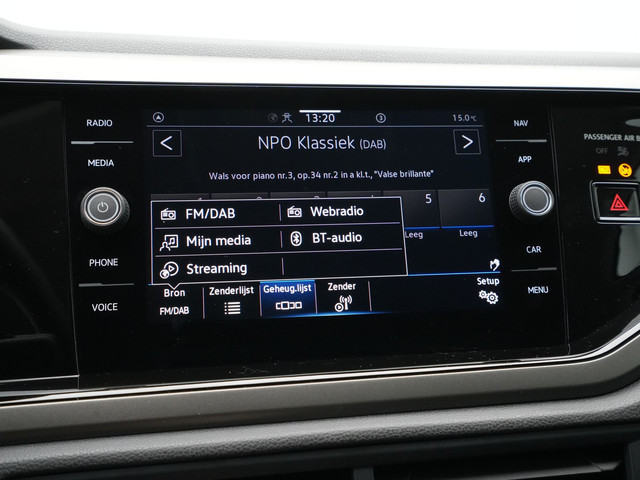 RADIO
MEDIA
PHONE
VOICE
13:20
3
15.0°C
NPO Klassiek (DAB)
Wals voor piano nr.3, op.34 nr.2 in a kl.t., "Valse brillante"
5
6
Leeg
Leeg
FM/DAB
Webradio
Mijn media
BT-audio
Streaming
Bron
FM/DAB
Zenderlijst
Geheug.lijst
Zender
Setup
NAV
APP
CAR
MENU
PASSENGER AIR B
OFF